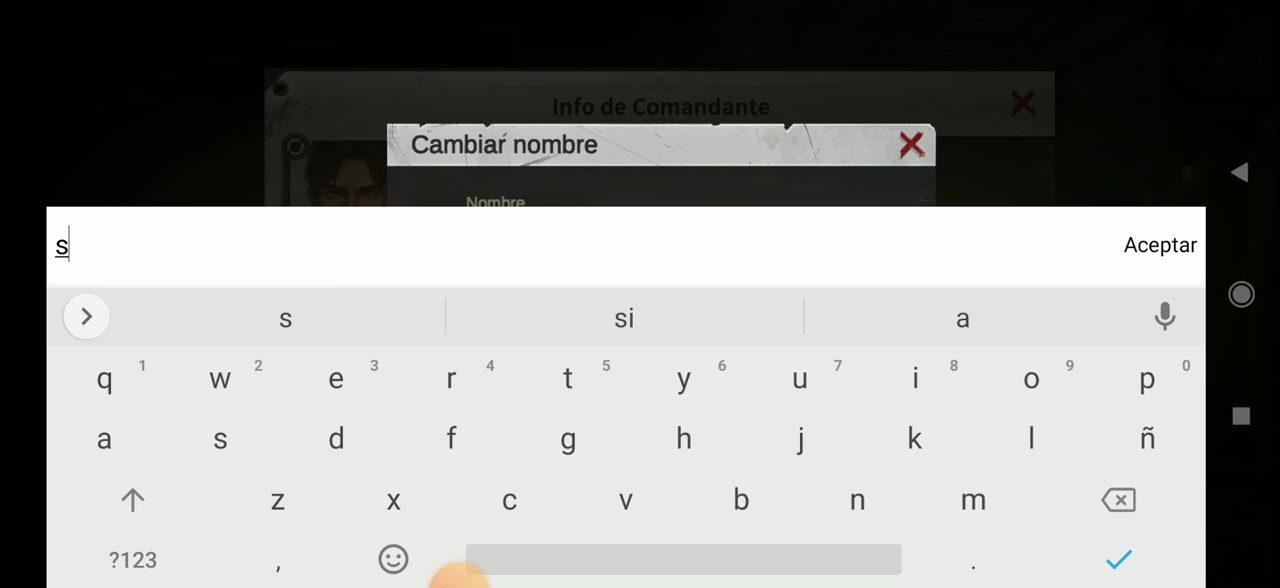 Info de Comandante
Cambiar nombre
Nombre
s
Aceptar
s si a
q 1 w 2 e 3 r 4 t 5 y 6 u 7 i 8 o 9 p 0
a s d f g h j k l ñ
z x c v b n m
?123 , .